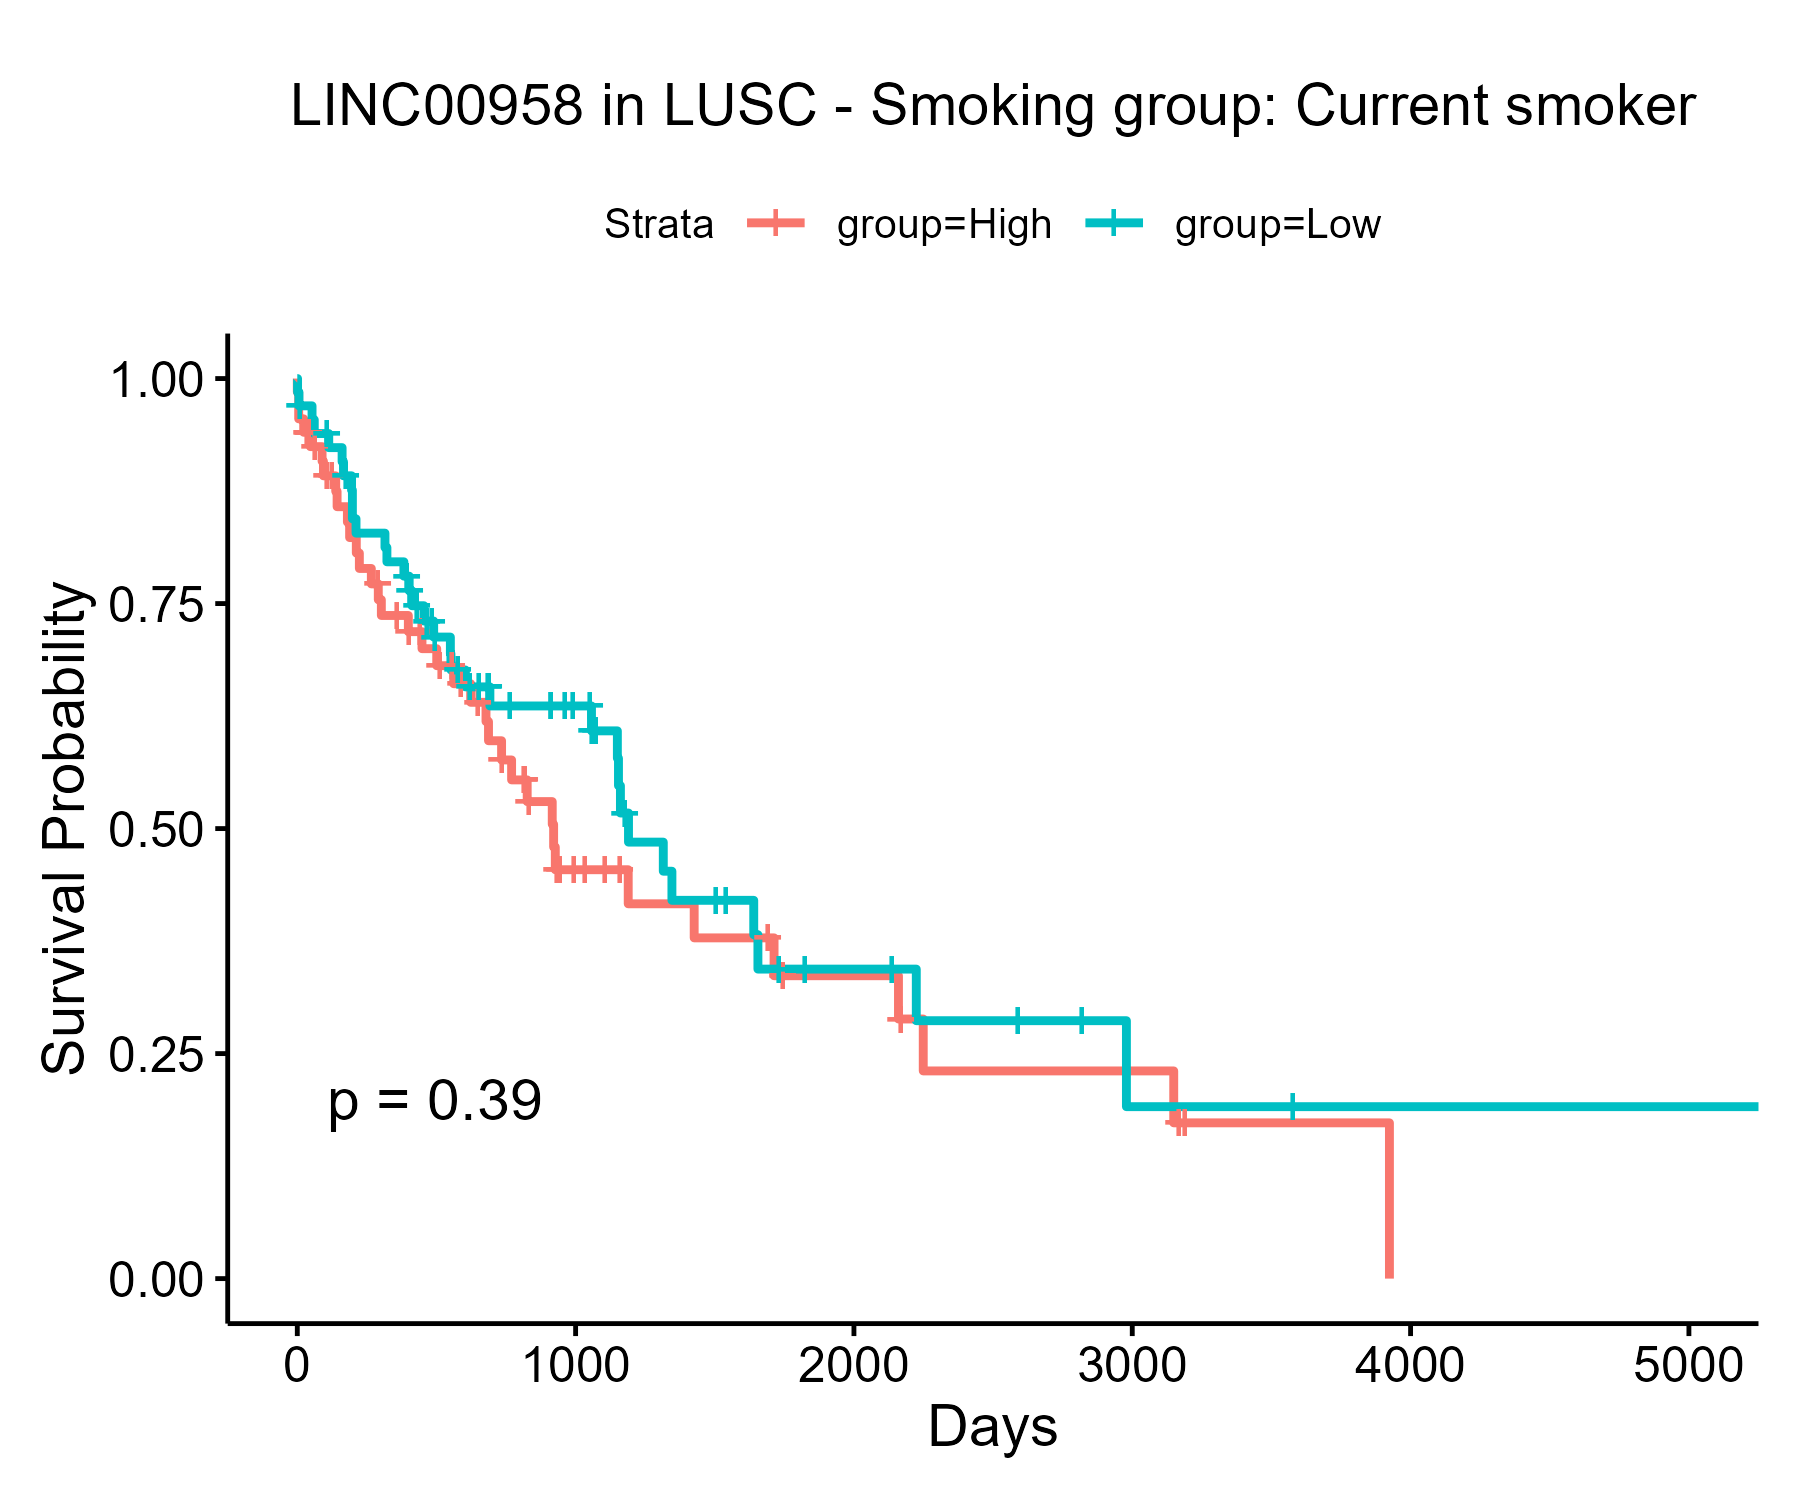 LINC00958 in LUSC - Smoking group: Current smoker
Strata group=High group=Low
Survival Probability
1.00
0.75
0.50
0.25
0.00
p = 0.39
0 1000 2000 3000 4000 5000
Days